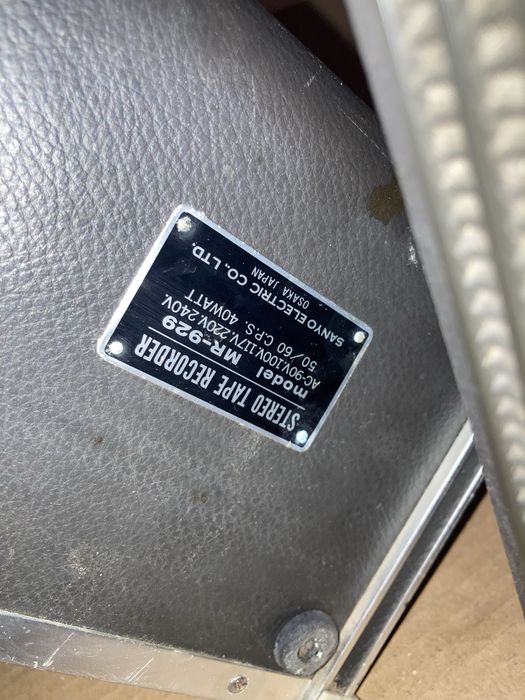 STEREO TAPE RECORDER
model MR-929
AC-90V.100V.117V.220V.240V
50/60 C.P.S. 40WATT
SANYO ELECTRIC CO., LTD.
OSAKA JAPAN